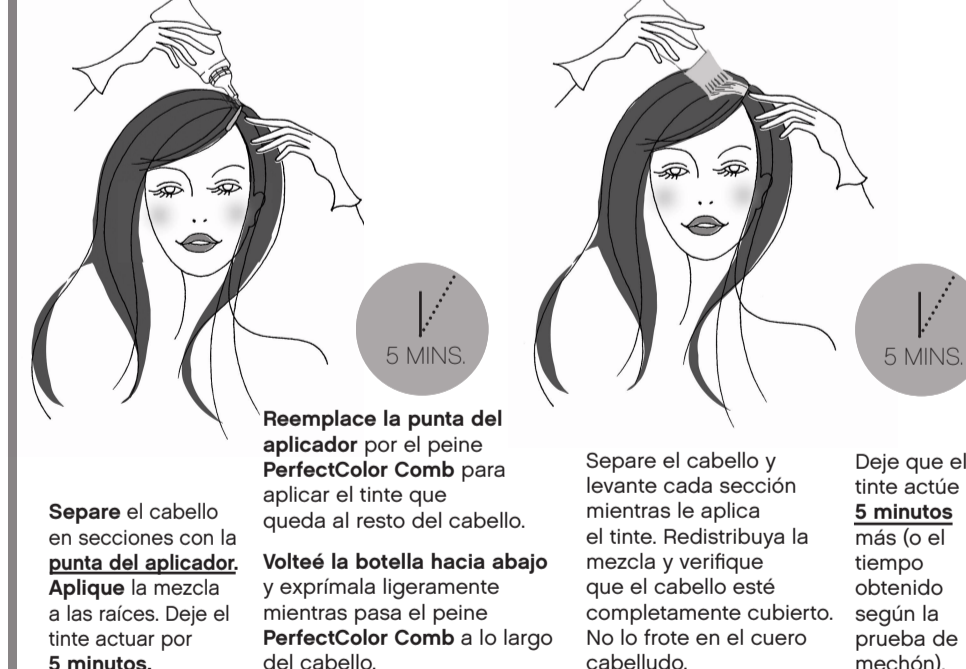 5 MINS.
Separe el cabello
en secciones con la
punta del aplicador.
Aplique la mezcla
a las raíces. Deje el
tinte actuar por
5 minutos.
Reemplace la punta del
aplicador por el peine
PerfectColor Comb para
aplicar el tinte que
queda al resto del cabello.
Volteé la botella hacia abajo
y exprímala ligeramente
mientras pasa el peine
PerfectColor Comb a lo largo
del cabello.
5 MINS.
Separe el cabello y
levante cada sección
mientras le aplica
el tinte. Redistribuya la
mezcla y verifique
que el cabello esté
completamente cubierto.
No lo frote en el cuero
cabelludo.
Deje que el
tinte actúe
5 minutos
más (o el
tiempo
obtenido
según la
prueba de
mechón).